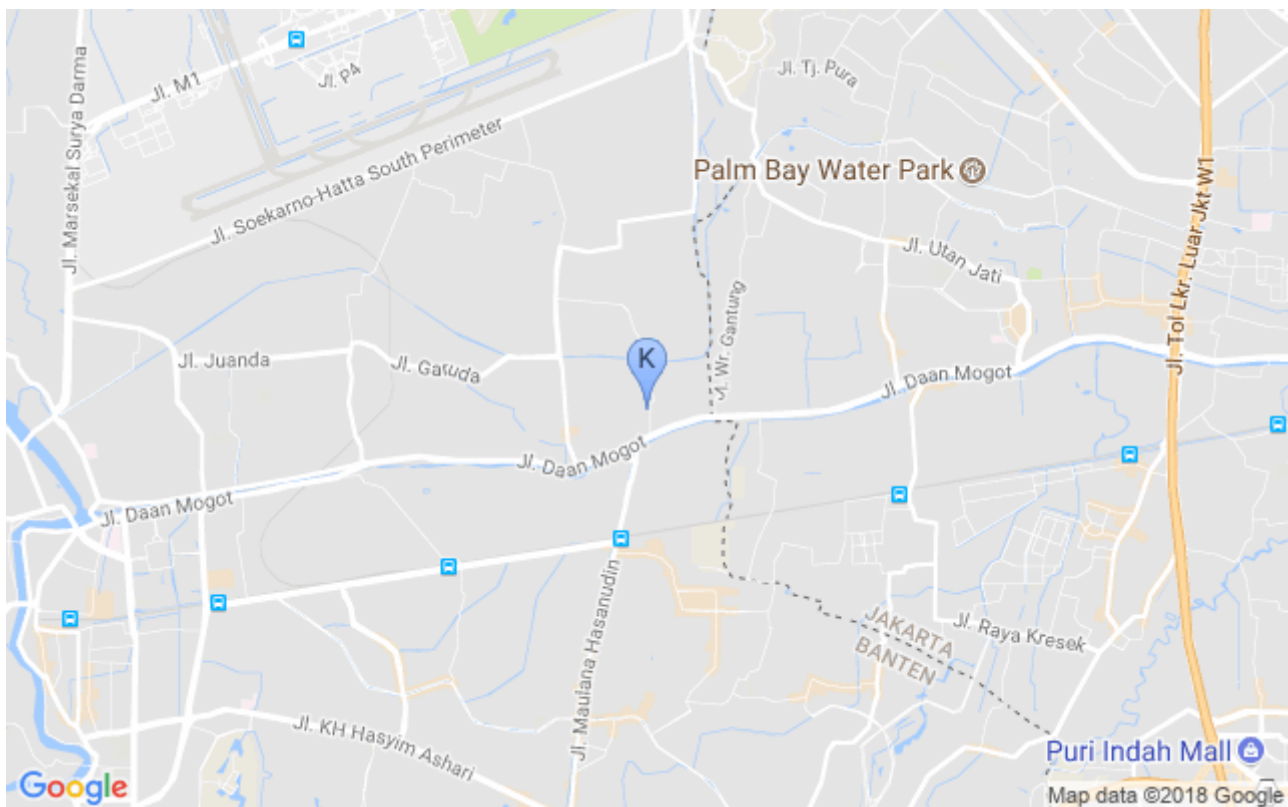 Jl. M1
Jl. P4
Jl. Tj. Pura
Jl. Marsekal Surya Darma
Jl. Soekarno-Hatta South Perimeter
Palm Bay Water Park
Jl. Utan Jati
Jl. Tol Lkr. Luar Jkt W1
Jl. Wr. Gantung
Jl. Juanda
Jl. Garuda
K
Jl. Daan Mogot
Jl. Daan Mogot
Jl. Daan Mogot
Jl. Maulana Hasanudin
JAKARTA
BANTEN
Jl. Raya Kresek
Jl. KH Hasyim Ashari
Puri Indah Mall
Google
Map data ©2018 Google